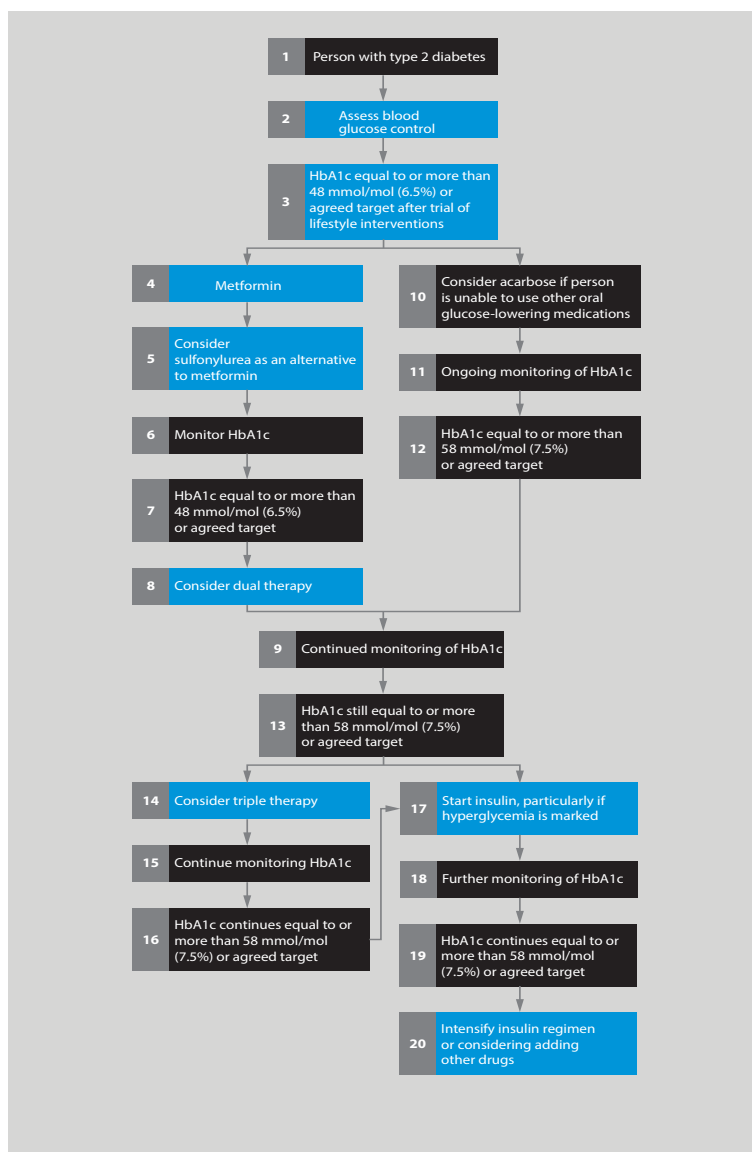 1 Person with type 2 diabetes
2 Assess blood
glucose control
3 HbA1c equal to or more than
48 mmol/mol (6.5%) or
agreed target after trial of
lifestyle interventions
4 Metformin
5 Consider
sulfonylurea as an alternative
to metformin
6 Monitor HbA1c
7 HbA1c equal to or more than
48 mmol/mol (6.5%)
or agreed target
8 Consider dual therapy
10 Consider acarbose if person
is unable to use other oral
glucose-lowering medications
11 Ongoing monitoring of HbA1c
12 HbA1c equal to or more than
58 mmol/mol (7.5%)
or agreed target
9 Continued monitoring of HbA1c
13 HbA1c still equal to or more
than 58 mmol/mol (7.5%)
or agreed target
14 Consider triple therapy
15 Continue monitoring HbA1c
16 HbA1c continues equal to or
more than 58 mmol/mol
(7.5%) or agreed target
17 Start insulin, particularly if
hyperglycemia is marked
18 Further monitoring of HbA1c
19 HbA1c continues equal to or
more than 58 mmol/mol
(7.5%) or agreed target
20 Intensify insulin regimen
or considering adding
other drugs